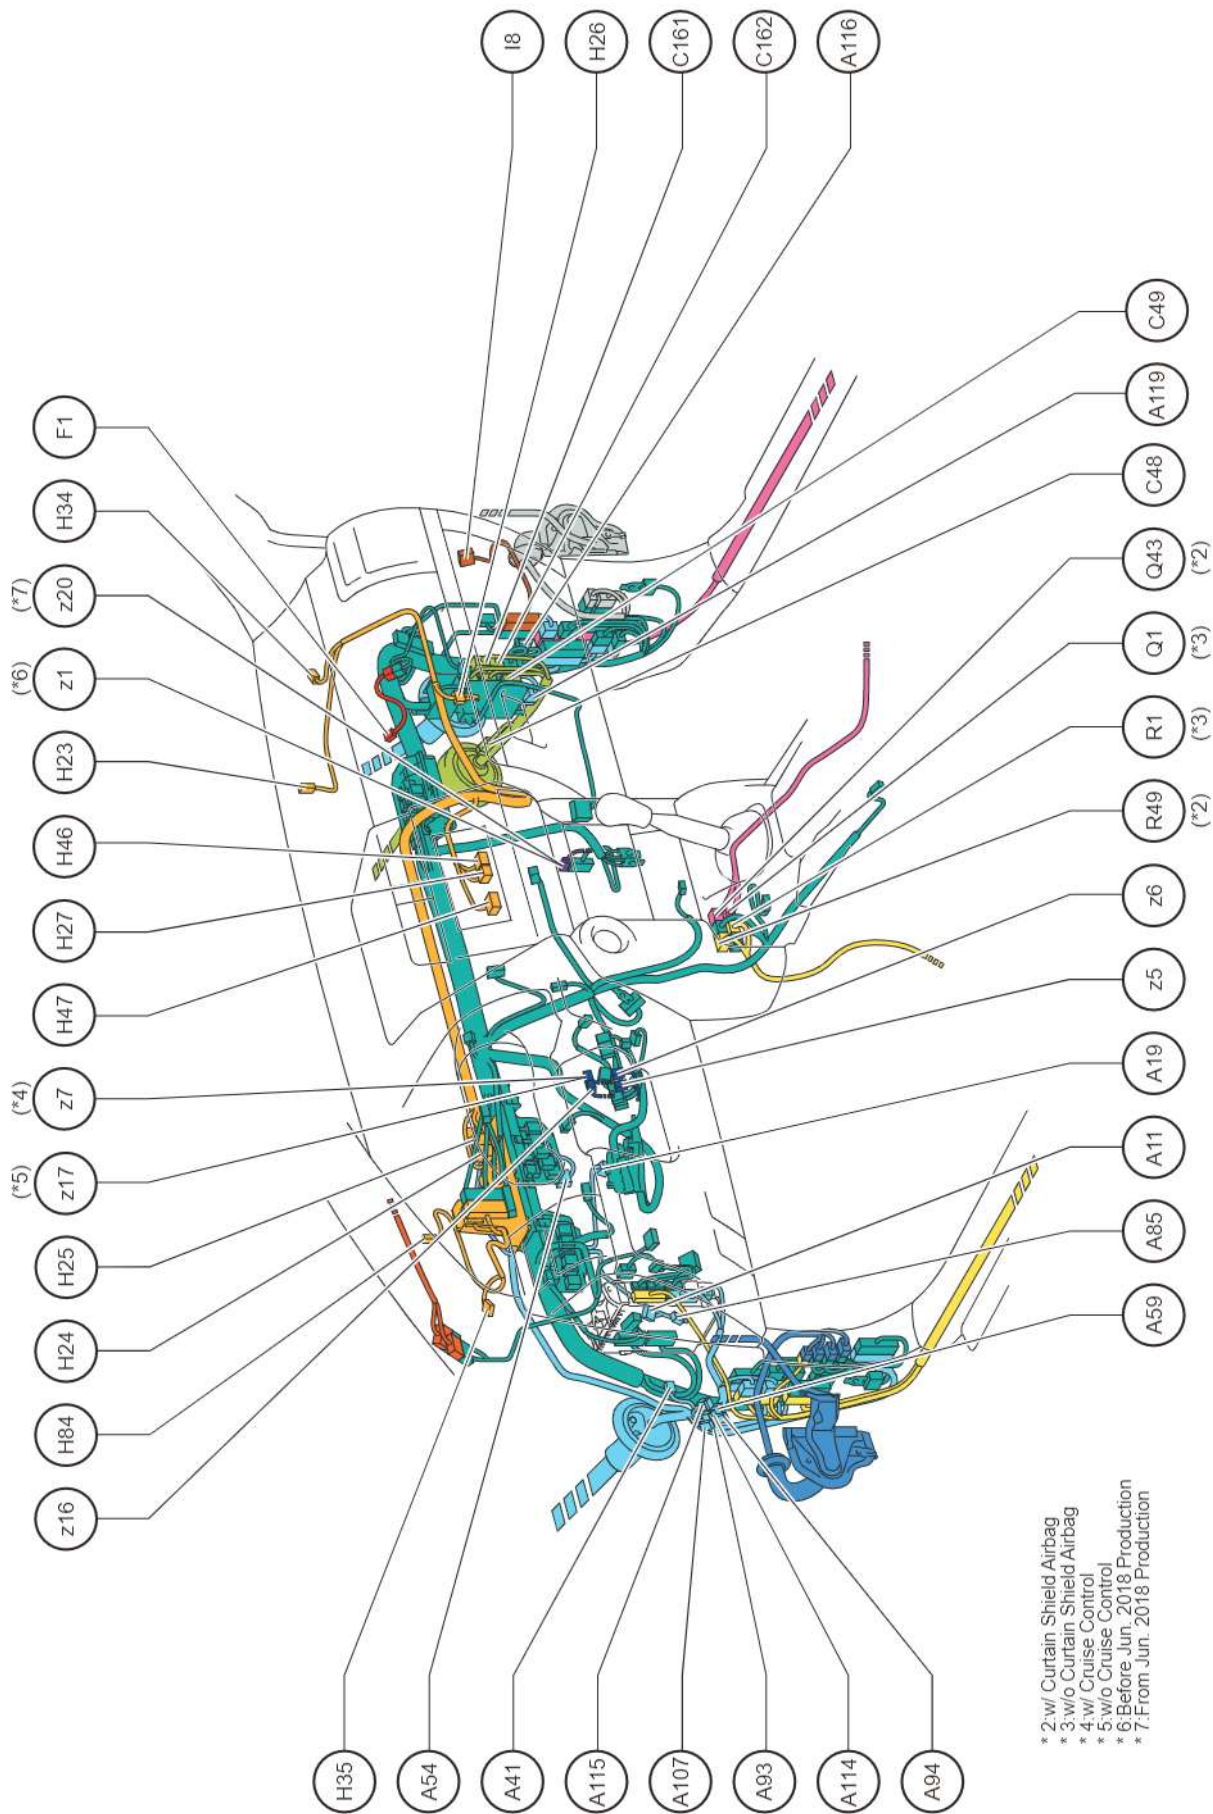 z16
H84
H24
H25
z17
(*5)
z7
(*4)
H47
H27
H46
H23
z1
(*6)
z20
(*7)
H34
F1
I8
H26
C161
C162
A116
H35
A54
A41
A115
A107
A93
A114
A94
A59
A85
A11
A19
z5
z6
R49
(*2)
R1
(*3)
Q1
(*3)
Q43
(*2)
C48
A119
C49
* 2:w/ Curtain Shield Airbag
* 3:w/o Curtain Shield Airbag
* 4:w/ Cruise Control
* 5:w/o Cruise Control
* 6:Before Jun. 2018 Production
* 7:From Jun. 2018 Production